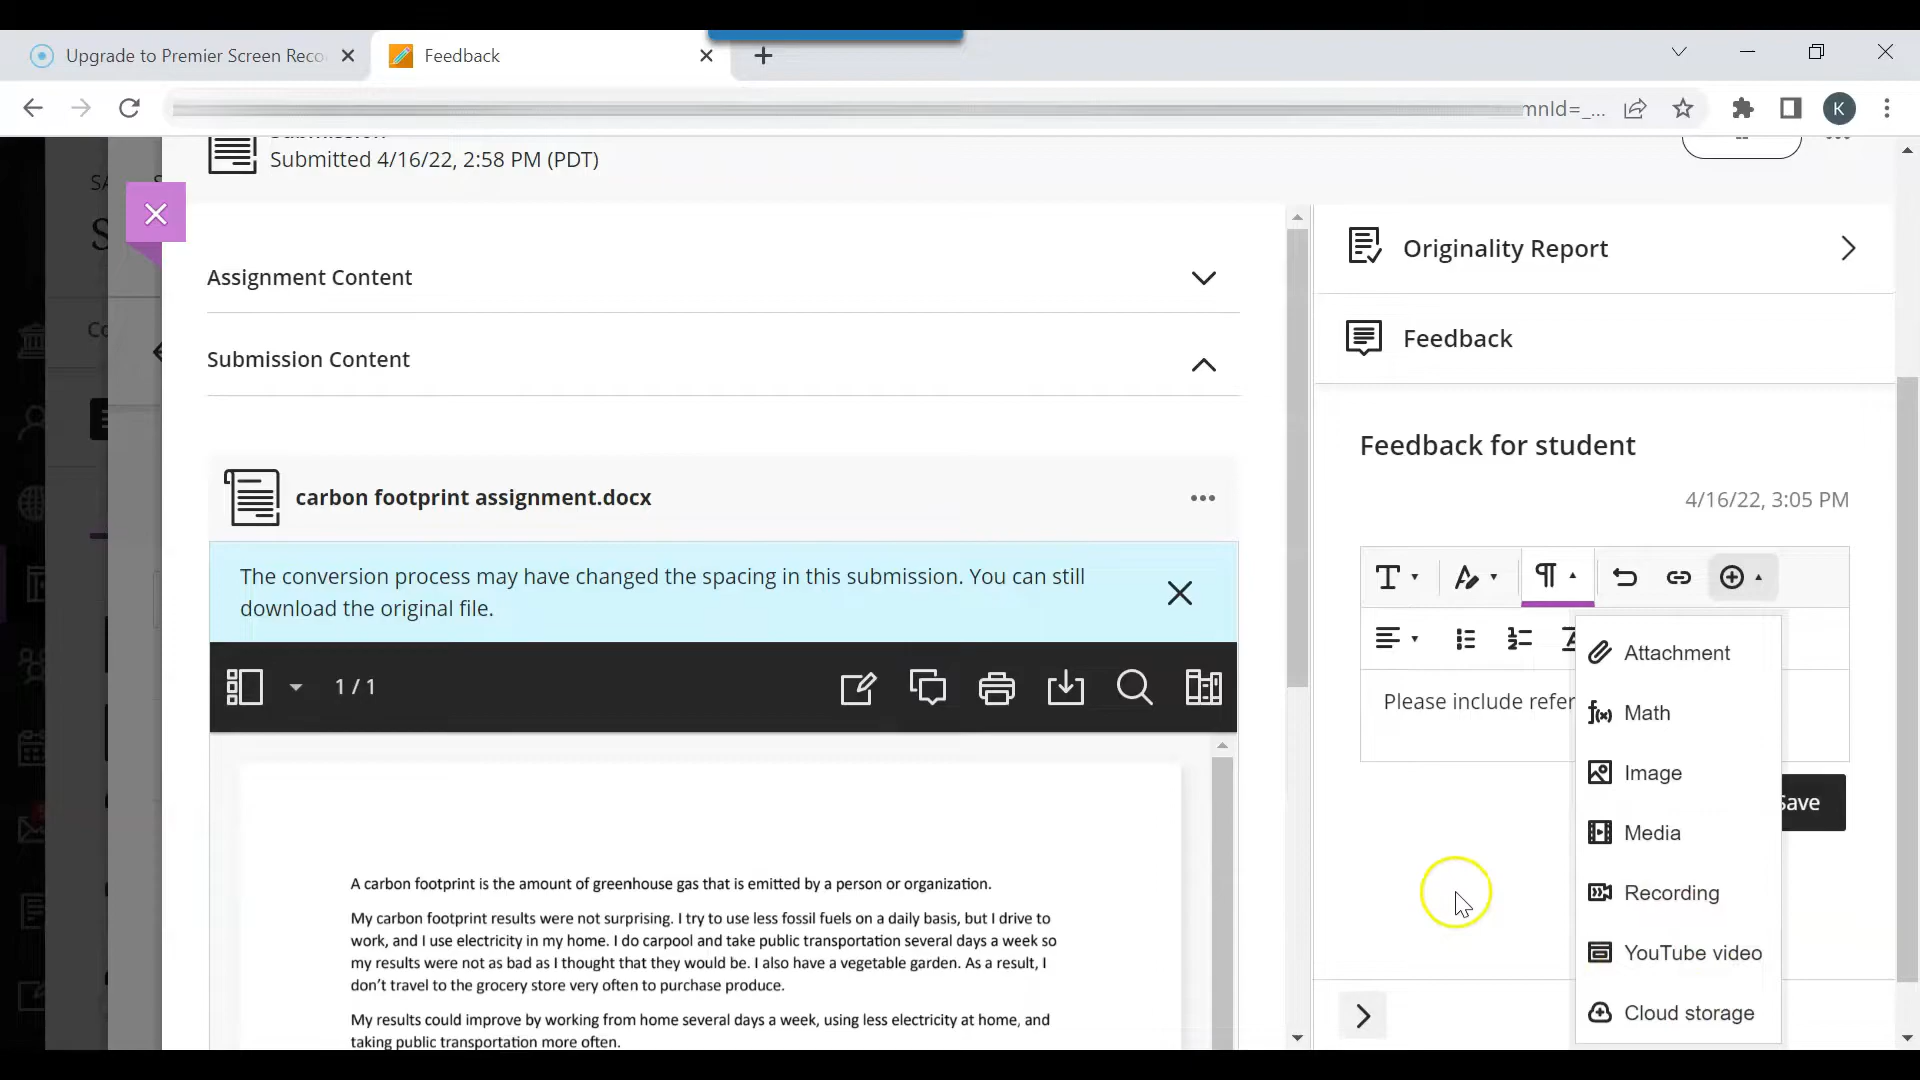 Upgrade to Premier Screen Reco
Feedback
mnId=_...
K
Submitted 4/16/22, 2:58 PM (PDT)
Assignment Content
Submission Content
carbon footprint assignment.docx
The conversion process may have changed the spacing in this submission. You can still
download the original file.
1 / 1
A carbon footprint is the amount of greenhouse gas that is emitted by a person or organization.
My carbon footprint results were not surprising. I try to use less fossil fuels on a daily basis, but I drive to
work, and I use electricity in my home. I do carpool and take public transportation several days a week so
my results were not as bad as I thought that they would be. I also have a vegetable garden. As a result, I
don't travel to the grocery store very often to purchase produce.
My results could improve by working from home several days a week, using less electricity at home, and
taking public transportation more often.
Originality Report
Feedback
Feedback for student
4/16/22, 3:05 PM
Please include refer
Attachment
Math
Image
Media
Recording
YouTube video
Cloud storage
Save